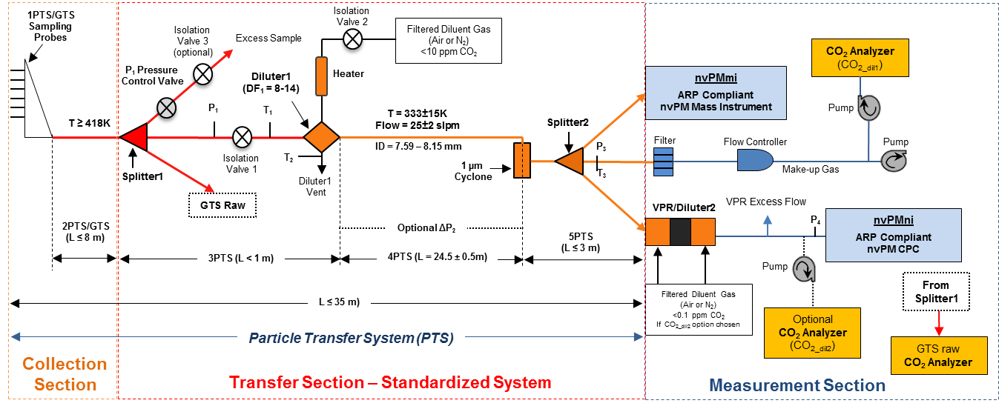 1PTS/GTS
Sampling
Probes
Isolation
Valve 3
(optional)
Excess Sample
P1 Pressure
Control Valve
Isolation
Valve 2
Filtered Diluent Gas
(Air or N2)
<10 ppm CO2
Heater
Diluter1
(DF1 = 8-14)
T ≥ 418K
P1
T1
Isolation
Valve 1
Splitter1
GTS Raw
T2
Diluter1
Vent
T = 333±15K
Flow = 25±2 slpm
ID = 7.59 – 8.15 mm
1 µm
Cyclone
Splitter2
P3
T3
nvPMmi
ARP Compliant
nvPM Mass Instrument
CO2 Analyzer
(CO2_dil1)
Pump
Pump
Filter
Flow Controller
Make-up Gas
VPR/Diluter2
VPR Excess Flow
P4
nvPMni
ARP Compliant
nvPM CPC
Pump
Filtered Diluent Gas
(Air or N2)
<0.1 ppm CO2
If CO2_dil2 option chosen
Optional
CO2 Analyzer
(CO2_dil2)
From
Splitter1
GTS raw
CO2 Analyzer
2PTS/GTS
(L ≤ 8 m)
3PTS (L < 1 m)
Optional ΔP2
4PTS (L = 24.5 ± 0.5m)
5PTS
(L ≤ 3 m)
L ≤ 35 m)
Particle Transfer System (PTS)
Collection
Section
Transfer Section – Standardized System
Measurement Section